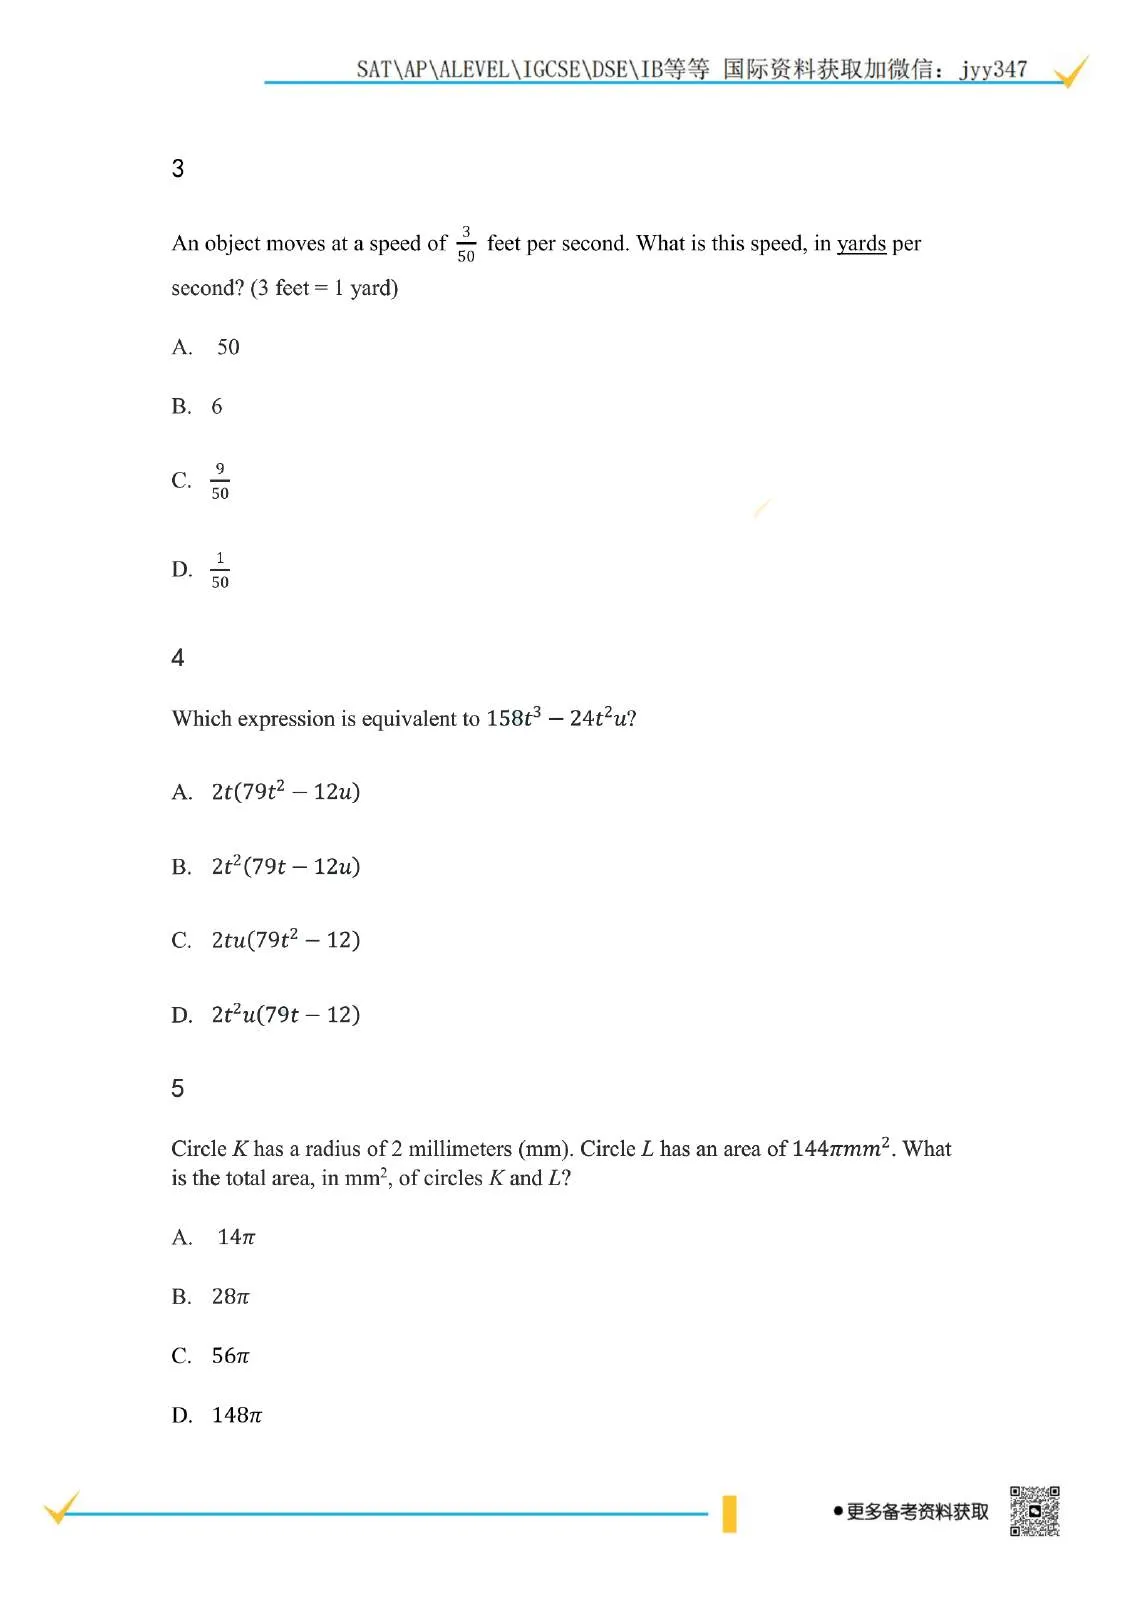 SAT\AP\ALEVEL\IGCSE\DSE\IB等等 国际资料获取加微信：jyy347
3
An object moves at a speed of 3/50 feet per second. What is this speed, in yards per
second? (3 feet = 1 yard)
A. 50
B. 6
C. 9/50
D. 1/50
4
Which expression is equivalent to 158t³ − 24t²u?
A. 2t(79t² − 12u)
B. 2t²(79t − 12u)
C. 2tu(79t² − 12)
D. 2t²u(79t − 12)
5
Circle K has a radius of 2 millimeters (mm). Circle L has an area of 144πmm². What
is the total area, in mm², of circles K and L?
A. 14π
B. 28π
C. 56π
D. 148π
●更多备考资料获取